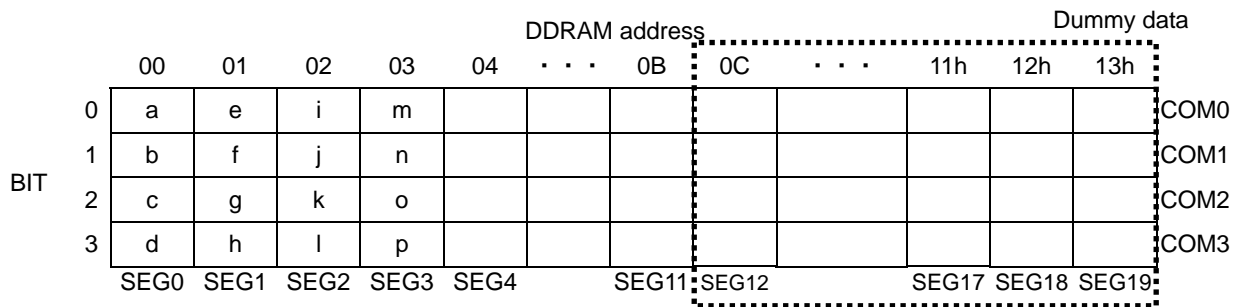 Dummy data
DDRAM address
00 01 02 03 04 ・・・ 0B 0C ・・・ 11h 12h 13h
0 a e i m COM0
1 b f j n COM1
BIT
2 c g k o COM2
3 d h l p COM3
SEG0 SEG1 SEG2 SEG3 SEG4 SEG11 SEG12 SEG17 SEG18 SEG19